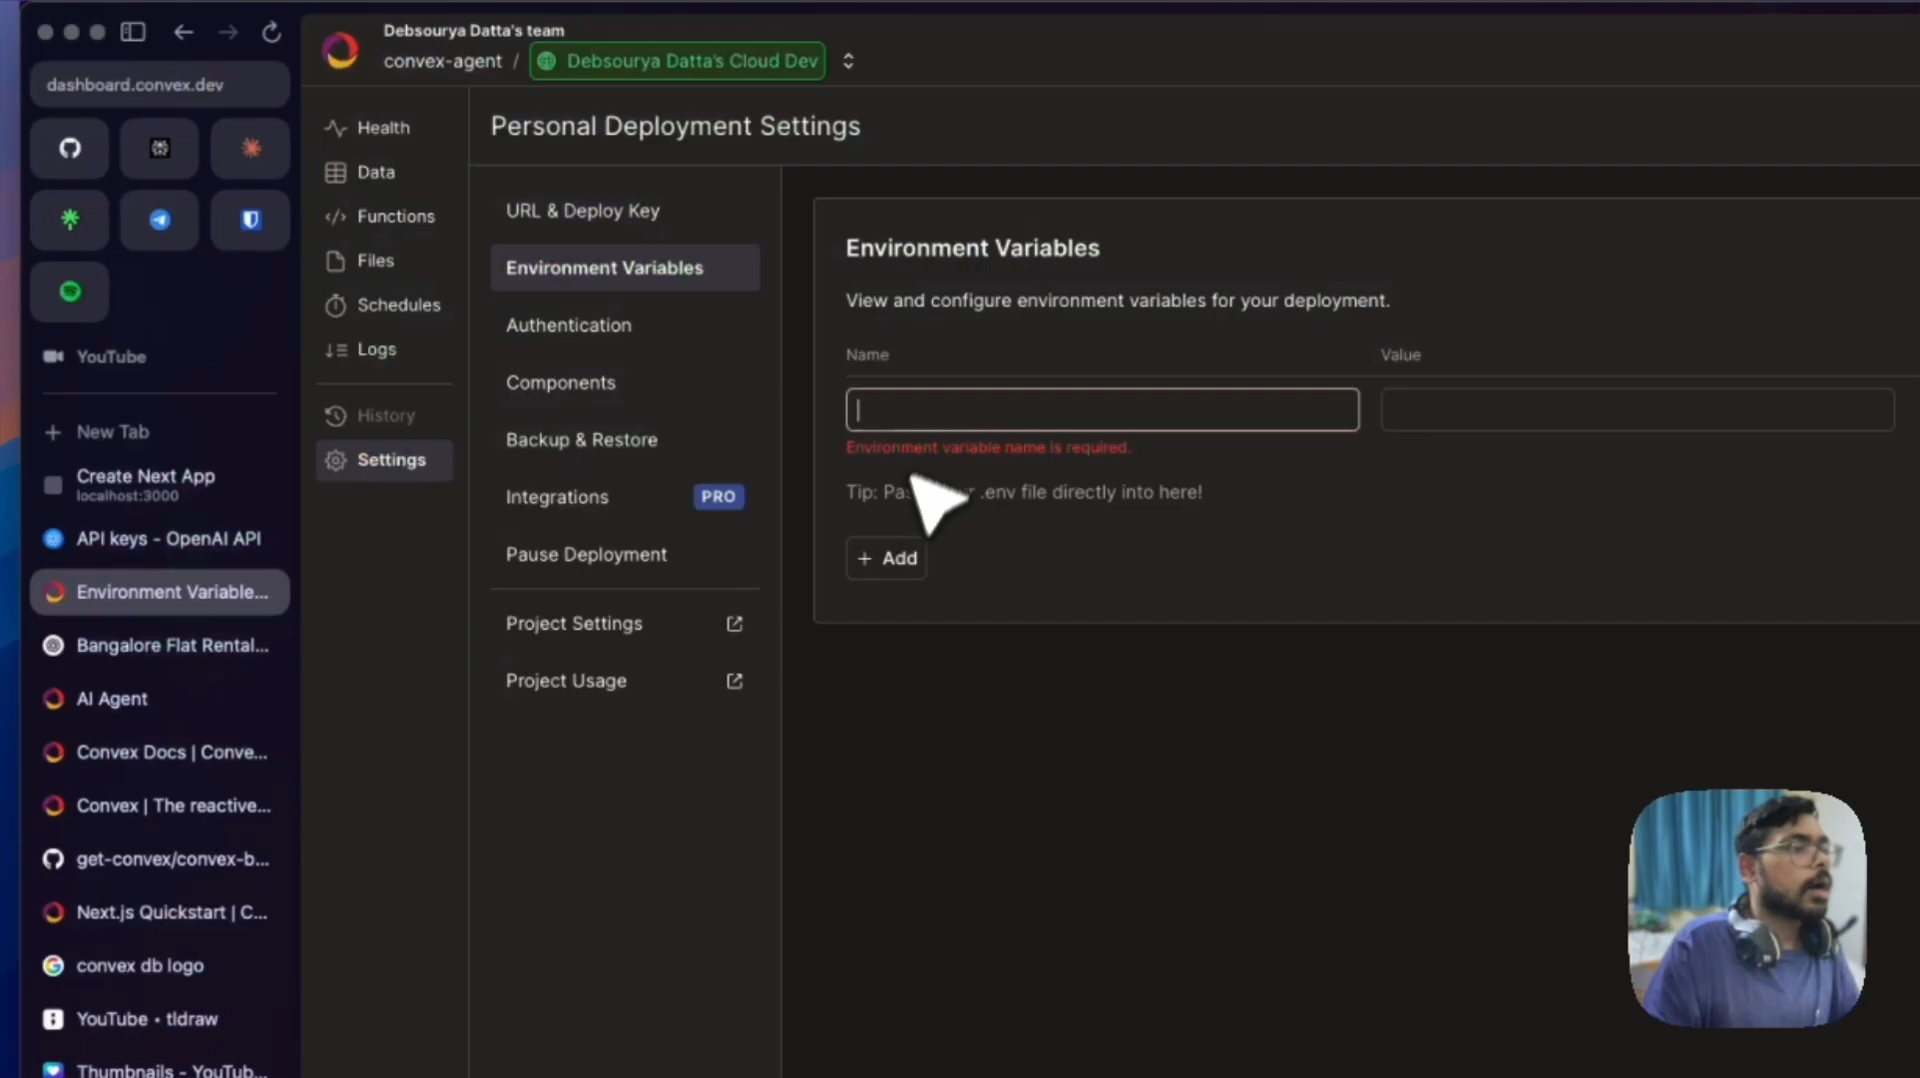 dashboard.convex.dev
YouTube
New Tab
Create Next App
localhost:3000
API keys - OpenAI API
Environment Variable...
Bangalore Flat Rental...
AI Agent
Convex Docs | Conve...
Convex | The reactive...
get-convex/convex-b...
Next.js Quickstart | C...
convex db logo
YouTube • tldraw
Thumbnails - YouTub...
Debsourya Datta's team
convex-agent / Debsourya Datta's Cloud Dev
Health
Data
Functions
Files
Schedules
Logs
History
Settings
Personal Deployment Settings
URL & Deploy Key
Environment Variables
Authentication
Components
Backup & Restore
Integrations PRO
Pause Deployment
Project Settings
Project Usage
Environment Variables
View and configure environment variables for your deployment.
Name Value
Environment variable name is required.
Tip: .env file directly into here!
+ Add